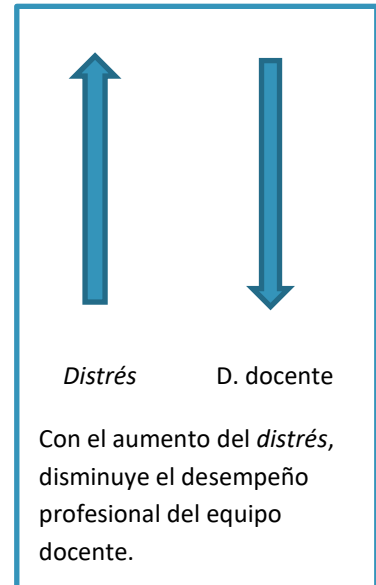 Distrés D. docente
Con el aumento del distrés,
disminuye el desempeño
profesional del equipo
docente.